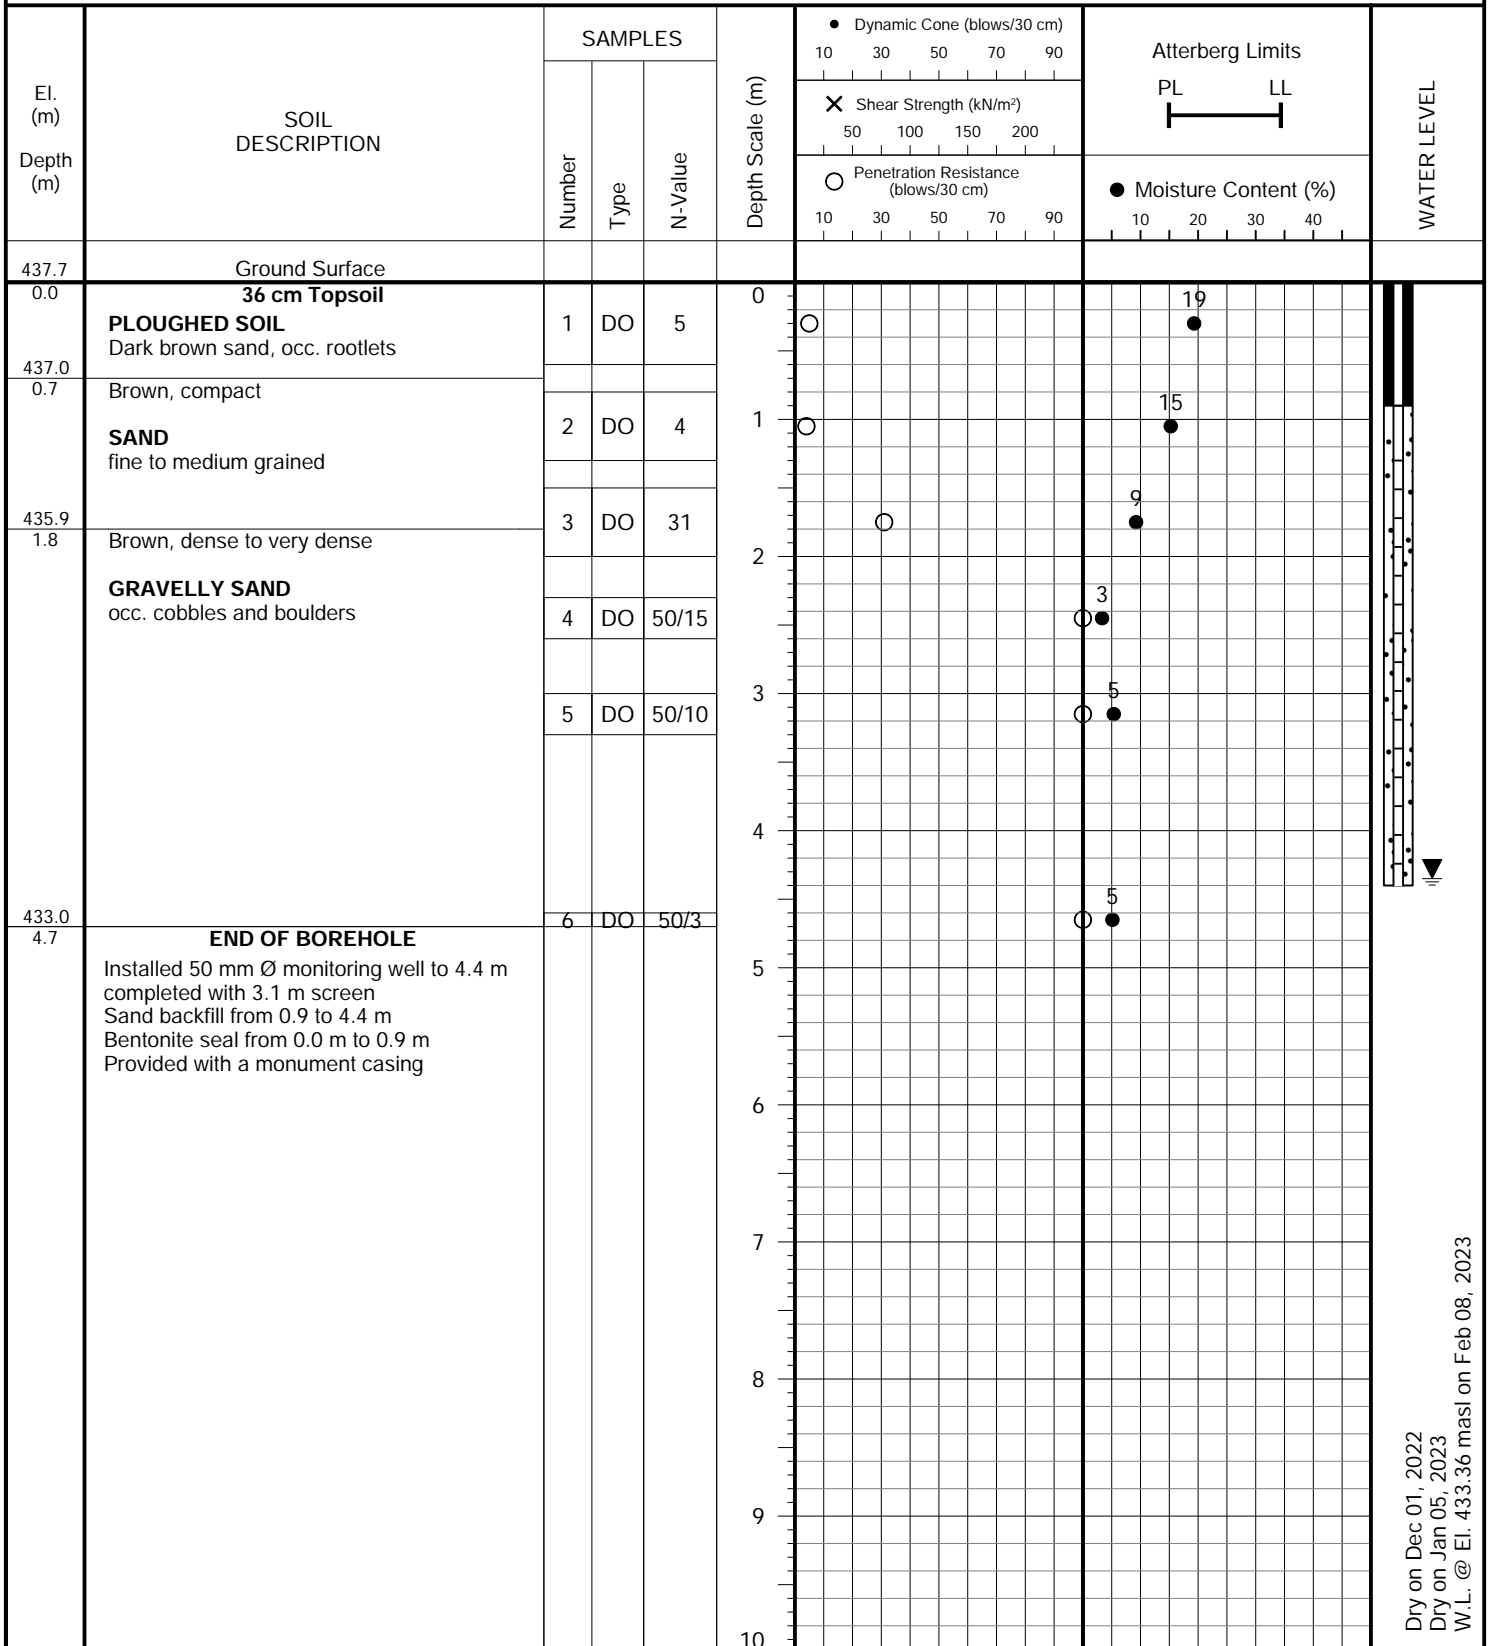 El.
(m)
Depth
(m)
SOIL
DESCRIPTION
SAMPLES
Number
Type
N-Value
Depth Scale (m)
Dynamic Cone (blows/30 cm)
10 30 50 70 90
Shear Strength (kN/m²)
50 100 150 200
Penetration Resistance
(blows/30 cm)
10 30 50 70 90
Atterberg Limits
PL LL
Moisture Content (%)
10 20 30 40
WATER LEVEL
437.7 Ground Surface
0.0 36 cm Topsoil 0 19
PLOUGHED SOIL 1 DO 5
Dark brown sand, occ. rootlets
437.0
0.7 Brown, compact
15
1
2 DO 4
SAND
fine to medium grained
9
435.9 3 DO 31
1.8 Brown, dense to very dense
2
GRAVELLY SAND 3
occ. cobbles and boulders 4 DO 50/15
3 5
5 DO 50/10
4
5
433.0 6 DO 50/3
4.7 END OF BOREHOLE
Installed 50 mm Ø monitoring well to 4.4 m 5
completed with 3.1 m screen
Sand backfill from 0.9 to 4.4 m
Bentonite seal from 0.0 m to 0.9 m
Provided with a monument casing
6
7
8
9
10
Dry on Dec 01, 2022
Dry on Jan 05, 2023
W.L. @ El. 433.36 masl on Feb 08, 2023